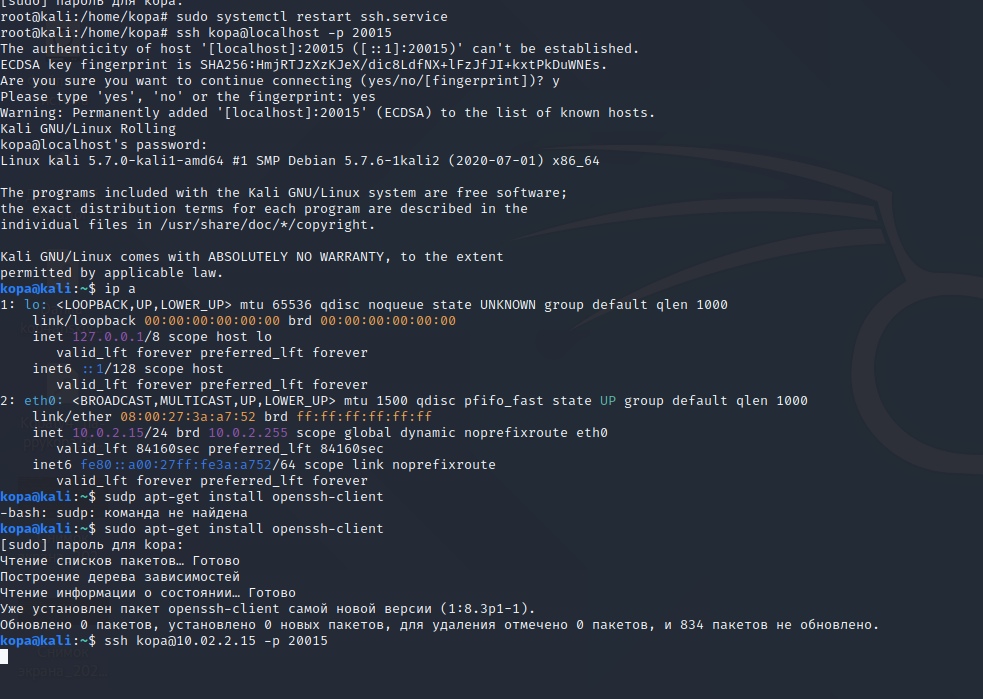 [sudo] пароль для kopa:
root@kali:/home/kopa# sudo systemctl restart ssh.service
root@kali:/home/kopa# ssh kopa@localhost -p 20015
The authenticity of host '[localhost]:20015 ([::1]:20015)' can't be established.
ECDSA key fingerprint is SHA256:HmjRTJzXzKJeX/dic8LdfNX+lFzJfJI+kxtPkDuWNEs.
Are you sure you want to continue connecting (yes/no/[fingerprint])? y
Please type 'yes', 'no' or the fingerprint: yes
Warning: Permanently added '[localhost]:20015' (ECDSA) to the list of known hosts.
Kali GNU/Linux Rolling
kopa@localhost's password:
Linux kali 5.7.0-kali1-amd64 #1 SMP Debian 5.7.6-1kali2 (2020-07-01) x86_64
The programs included with the Kali GNU/Linux system are free software;
the exact distribution terms for each program are described in the
individual files in /usr/share/doc/*/copyright.
Kali GNU/Linux comes with ABSOLUTELY NO WARRANTY, to the extent
permitted by applicable law.
kopa@kali:~$ ip a
1: lo: <LOOPBACK,UP,LOWER_UP> mtu 65536 qdisc noqueue state UNKNOWN group default qlen 1000
link/loopback 00:00:00:00:00:00 brd 00:00:00:00:00:00
inet 127.0.0.1/8 scope host lo
valid_lft forever preferred_lft forever
inet6 ::1/128 scope host
valid_lft forever preferred_lft forever
2: eth0: <BROADCAST,MULTICAST,UP,LOWER_UP> mtu 1500 qdisc pfifo_fast state UP group default qlen 1000
link/ether 08:00:27:3a:a7:52 brd ff:ff:ff:ff:ff:ff
inet 10.0.2.15/24 brd 10.0.2.255 scope global dynamic noprefixroute eth0
valid_lft 84160sec preferred_lft 84160sec
inet6 fe80::a00:27ff:fe3a:a752/64 scope link noprefixroute
valid_lft forever preferred_lft forever
kopa@kali:~$ sudp apt-get install openssh-client
-bash: sudp: команда не найдена
kopa@kali:~$ sudo apt-get install openssh-client
[sudo] пароль для kopa:
Чтение списков пакетов… Готово
Построение дерева зависимостей
Чтение информации о состоянии… Готово
Уже установлен пакет openssh-client самой новой версии (1:8.3p1-1).
Обновлено 0 пакетов, установлено 0 новых пакетов, для удаления отмечено 0 пакетов, и 834 пакетов не обновлено.
kopa@kali:~$ ssh kopa@10.02.2.15 -p 20015